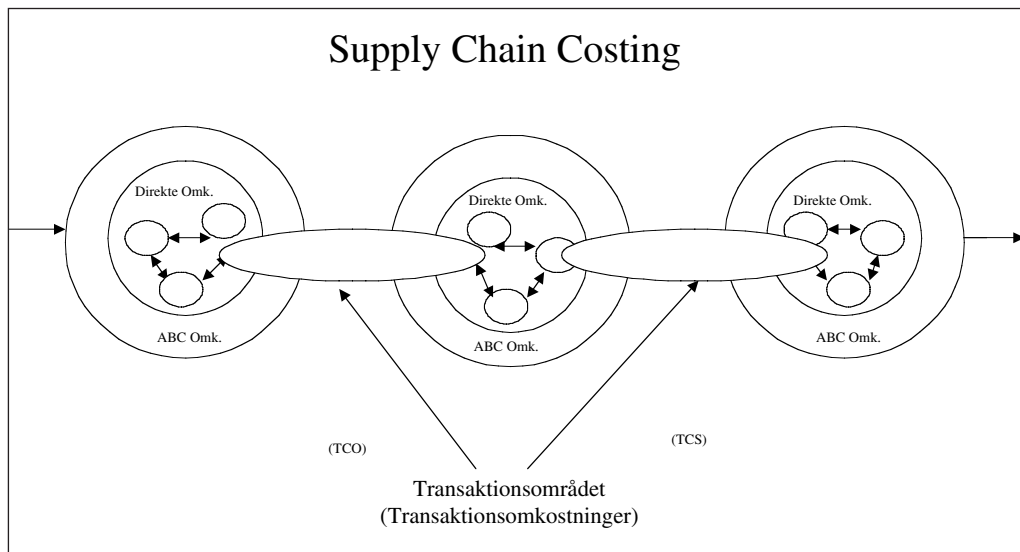 Supply Chain Costing
Direkte Omk.
Direkte Omk.
Direkte Omk.
ABC Omk.
ABC Omk.
ABC Omk.
(TCO)
(TCS)
Transaktionsområdet
(Transaktionsomkostninger)